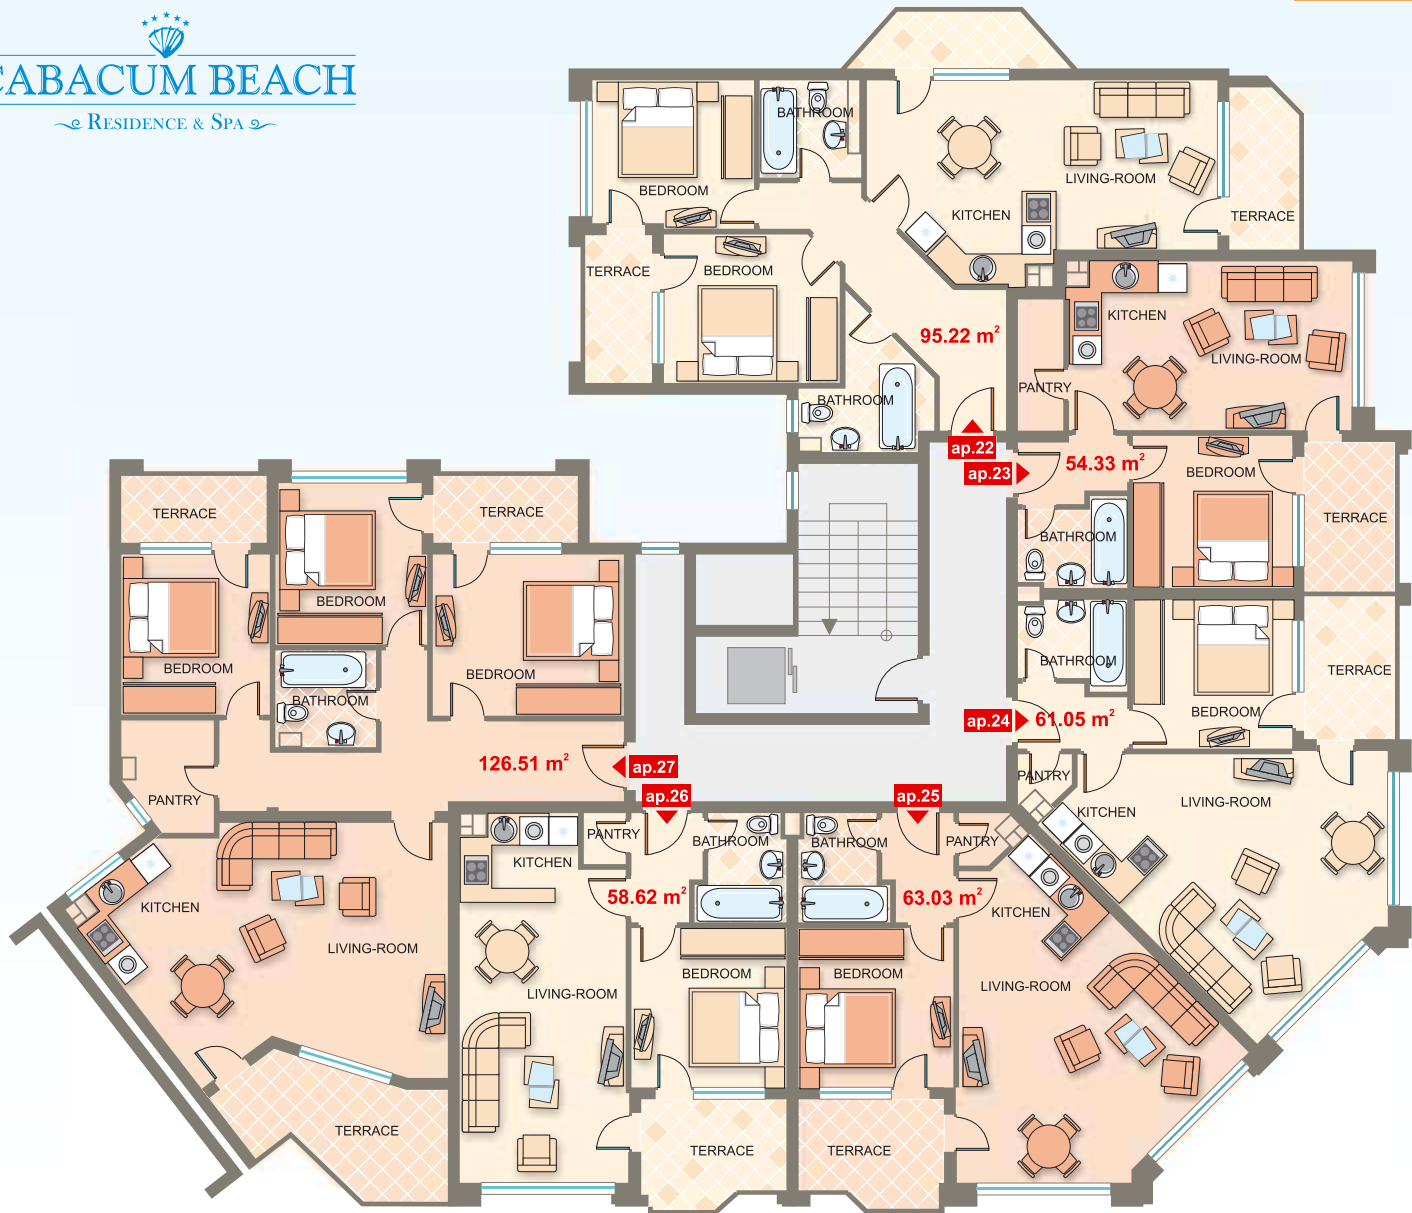 CABACUM BEACH
RESIDENCE & SPA
BATHROOM
BEDROOM
LIVING-ROOM
KITCHEN
TERRACE
TERRACE
BEDROOM
95.22 m²
KITCHEN
LIVING-ROOM
PANTRY
BATHROOM
ap.22
ap.23
54.33 m²
BEDROOM
TERRACE
BATHROOM
TERRACE
TERRACE
BEDROOM
BEDROOM
BEDROOM
BATHROOM
BATHROOM
TERRACE
BEDROOM
ap.24
61.05 m²
126.51 m²
ap.27
PANTRY
ap.26
ap.25
PANTRY
LIVING-ROOM
KITCHEN
KITCHEN
PANTRY
BATHROOM
BATHROOM
PANTRY
58.62 m²
63.03 m²
KITCHEN
KITCHEN
LIVING-ROOM
BEDROOM
BEDROOM
LIVING-ROOM
LIVING-ROOM
TERRACE
TERRACE
TERRACE